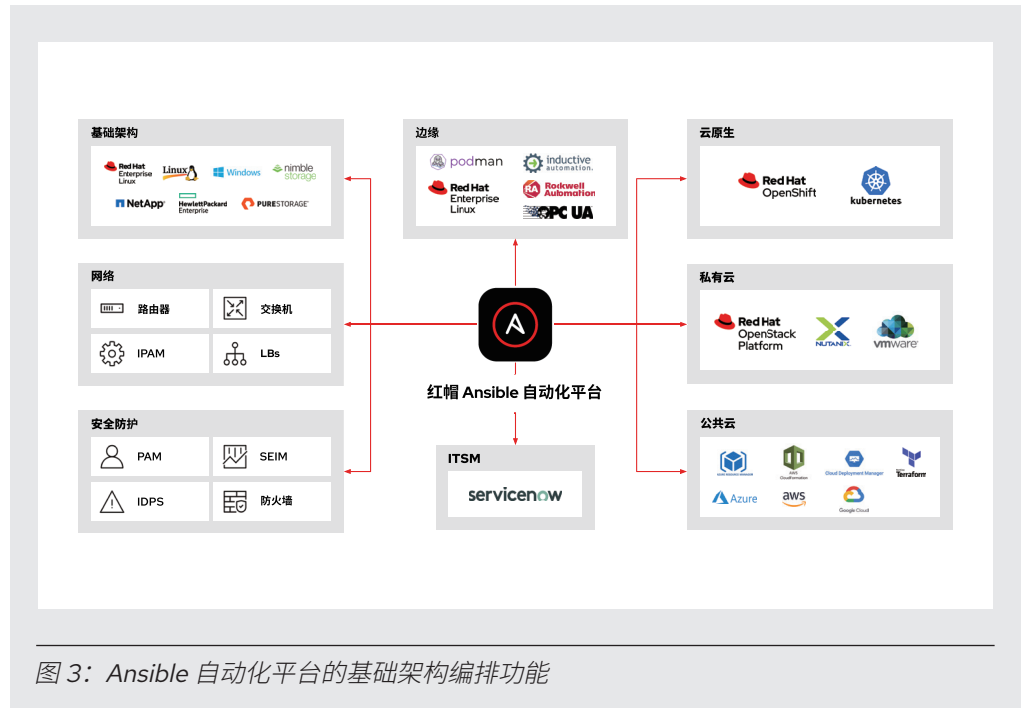 基础架构
Red Hat
Enterprise
Linux
Linux
Windows
nimble
storage
NetApp
Hewlett Packard
Enterprise
PURESTORAGE
边缘
podman
inductive
automation.
Red Hat
Enterprise
Linux
Rockwell
Automation
OPC UA
云原生
Red Hat
OpenShift
kubernetes
网络
路由器
交换机
IPAM
LBs
红帽 Ansible 自动化平台
私有云
Red Hat
OpenStack
Platform
NUTANIX
vmware
安全防护
PAM
SEIM
IDPS
防火墙
ITSM
servicenow
公共云
AWS
CloudFormation
Cloud Deployment Manager
Terraform
Azure
aws
Google Cloud
图 3：Ansible 自动化平台的基础架构编排功能